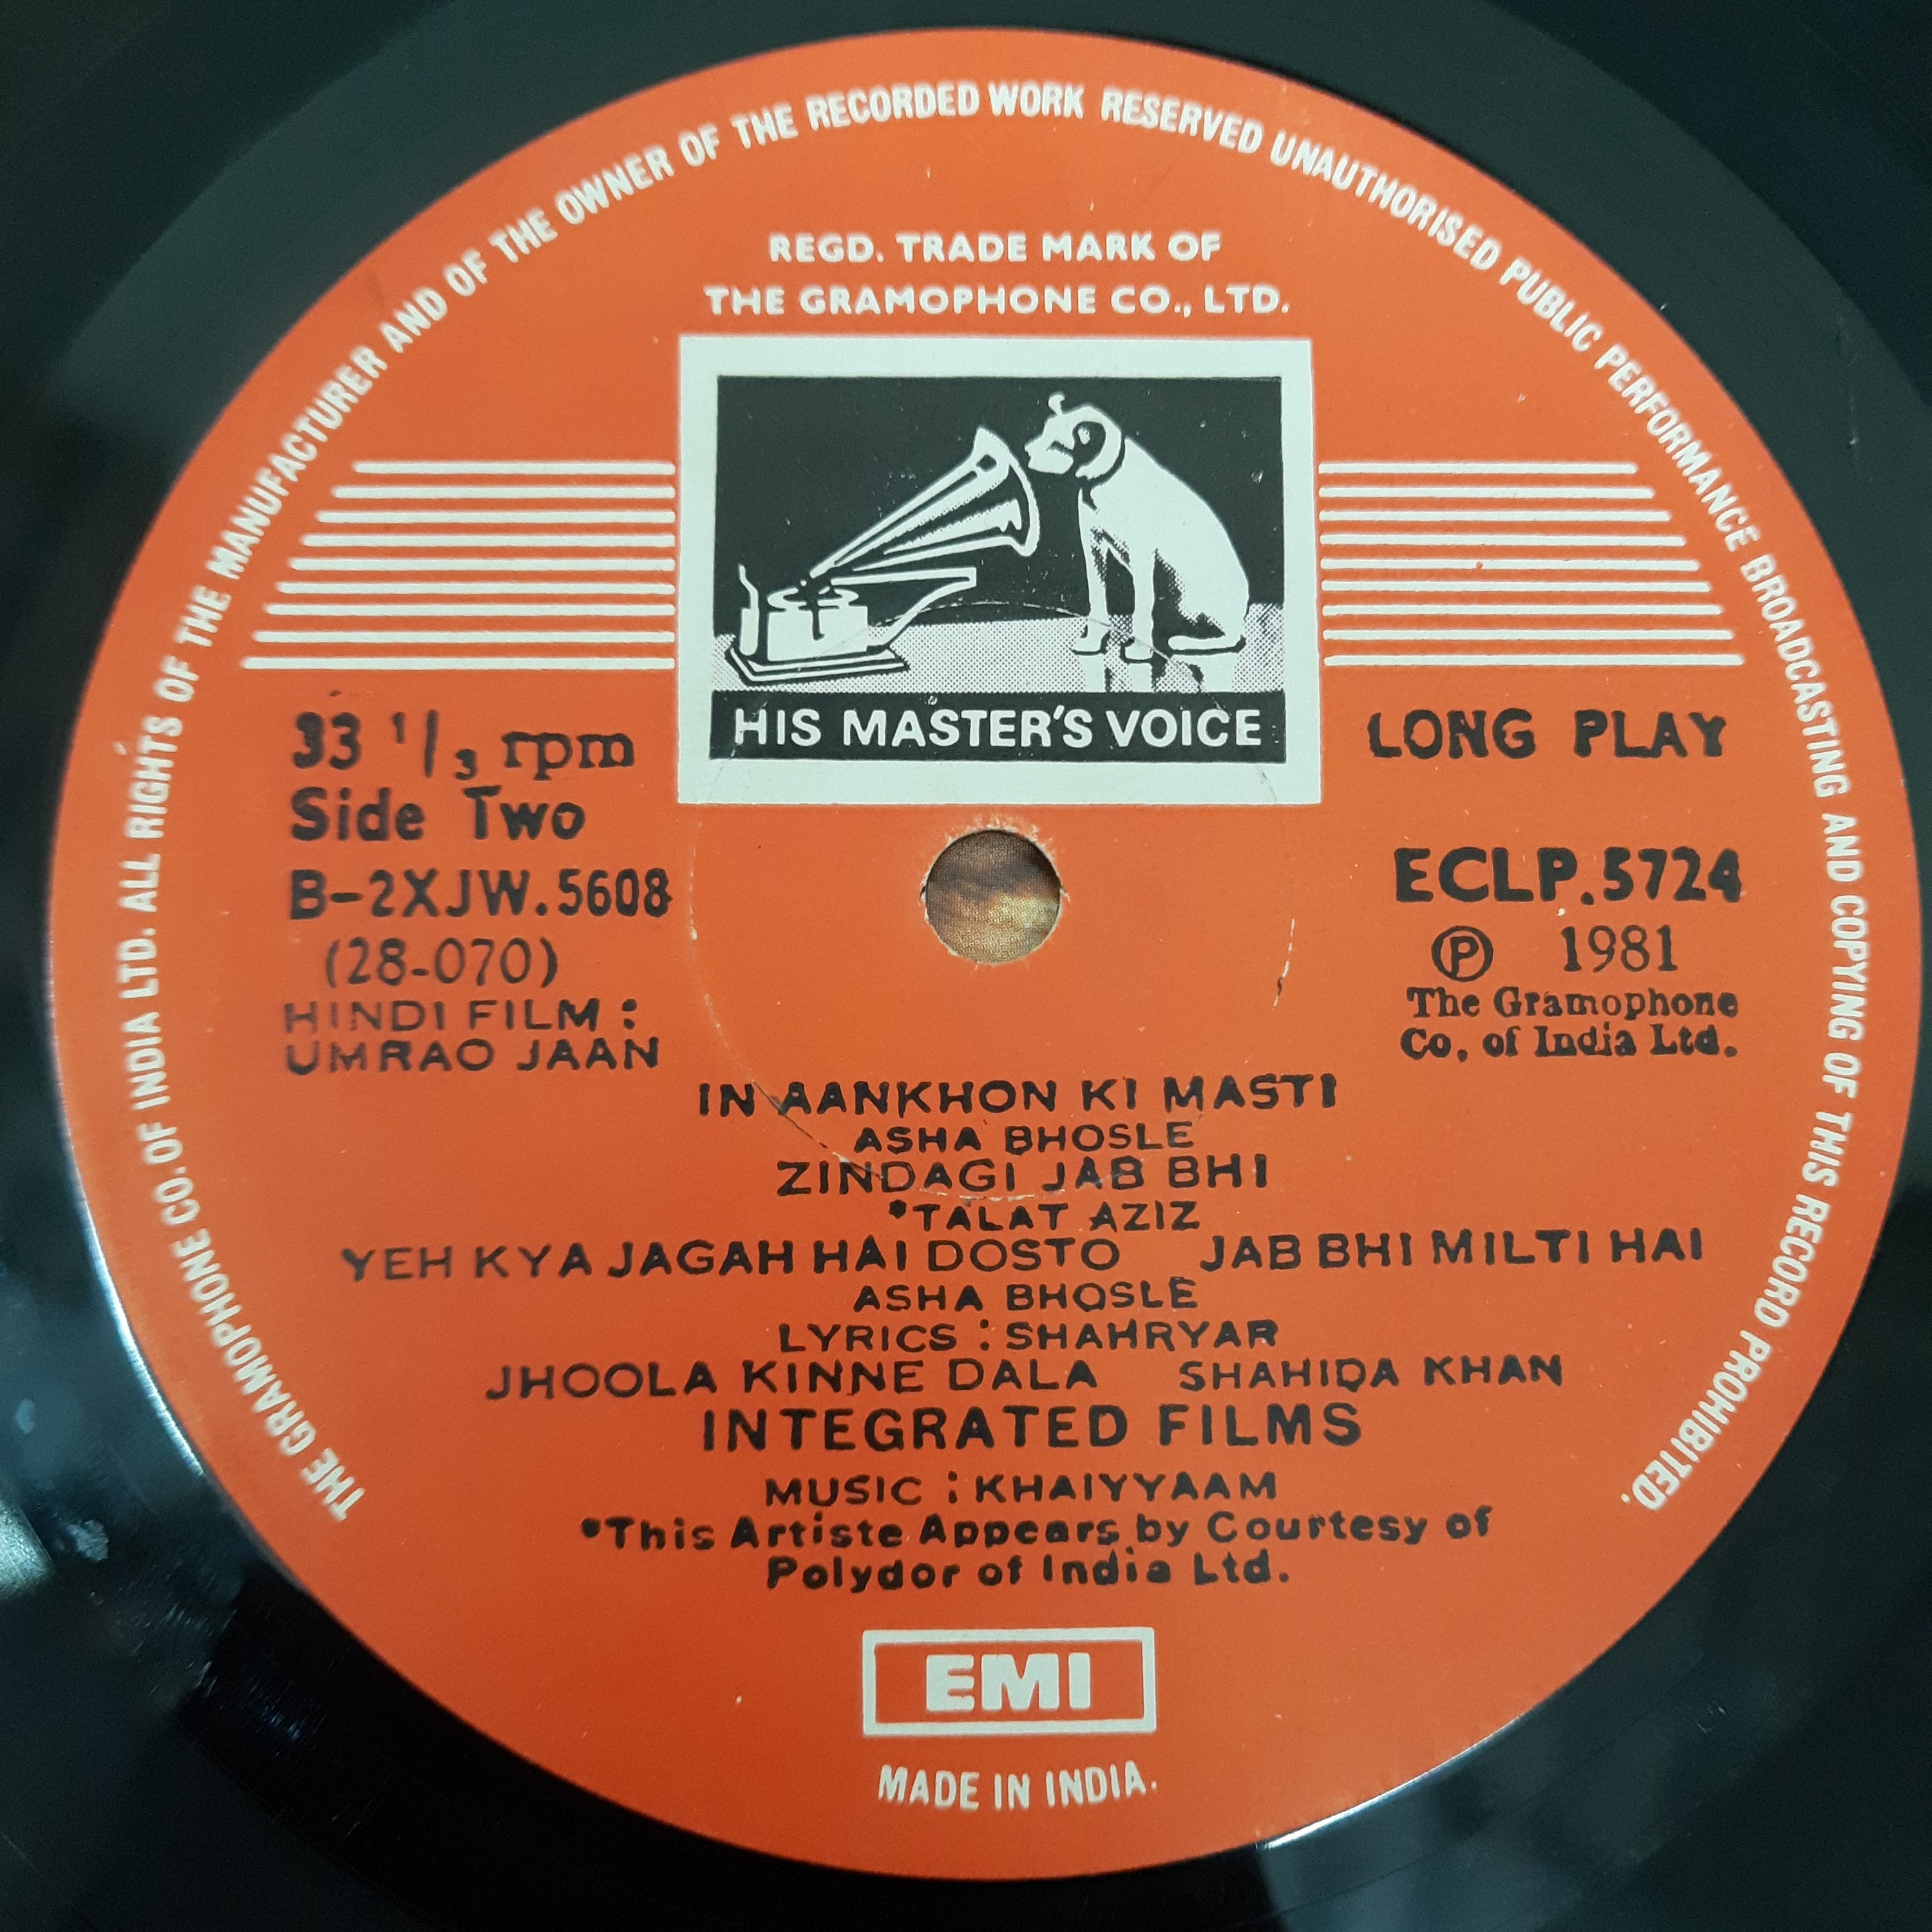 THE GRAMOPHONE CO. OF INDIA LTD. ALL RIGHTS OF THE MANUFACTURER AND OF THE OWNER OF THE RECORDED WORK RESERVED UNAUTHORISED PUBLIC PERFORMANCE BROADCASTING AND COPYING OF THIS RECORD PROHIBITED.
REGD. TRADE MARK OF
THE GRAMOPHONE CO., LTD.
HIS MASTER'S VOICE
33 1/3 rpm
Side Two
B-2XJW.5608
(28-070)
HINDI FILM :
UMRAO JAAN
LONG PLAY
ECLP.5724
℗ 1981
The Gramophone
Co. of India Ltd.
IN AANKHON KI MASTI
ASHA BHOSLE
ZINDAGI JAB BHI
*TALAT AZIZ
YEH KYA JAGAH HAI DOSTO JAB BHI MILTI HAI
ASHA BHOSLE
LYRICS : SHAHRYAR
JHOOLA KINNE DALA SHAHIDA KHAN
INTEGRATED FILMS
MUSIC : KHAIYYAAM
*This Artiste Appears by Courtesy of
Polydor of India Ltd.
EMI
MADE IN INDIA.